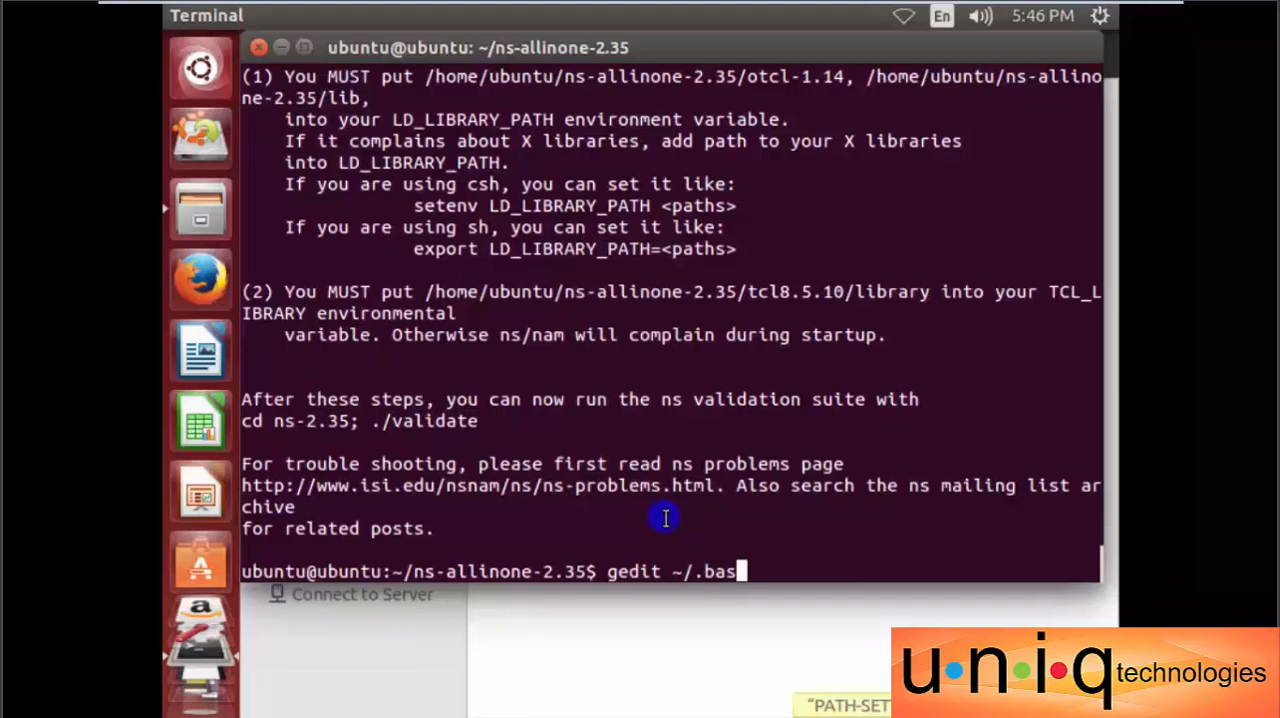 Terminal
En
5:46 PM
ubuntu@ubuntu: ~/ns-allinone-2.35
(1) You MUST put /home/ubuntu/ns-allinone-2.35/otcl-1.14, /home/ubuntu/ns-allino
ne-2.35/lib,
into your LD_LIBRARY_PATH environment variable.
If it complains about X libraries, add path to your X libraries
into LD_LIBRARY_PATH.
If you are using csh, you can set it like:
setenv LD_LIBRARY_PATH <paths>
If you are using sh, you can set it like:
export LD_LIBRARY_PATH=<paths>
(2) You MUST put /home/ubuntu/ns-allinone-2.35/tcl8.5.10/library into your TCL_L
IBRARY environmental
variable. Otherwise ns/nam will complain during startup.
After these steps, you can now run the ns validation suite with
cd ns-2.35; ./validate
For trouble shooting, please first read ns problems page
http://www.isi.edu/nsnam/ns/ns-problems.html. Also search the ns mailing list ar
chive
for related posts.
ubuntu@ubuntu:~/ns-allinone-2.35$ gedit ~/.bas
Connect to Server
"PATH-SET
u•n•i•q technologies